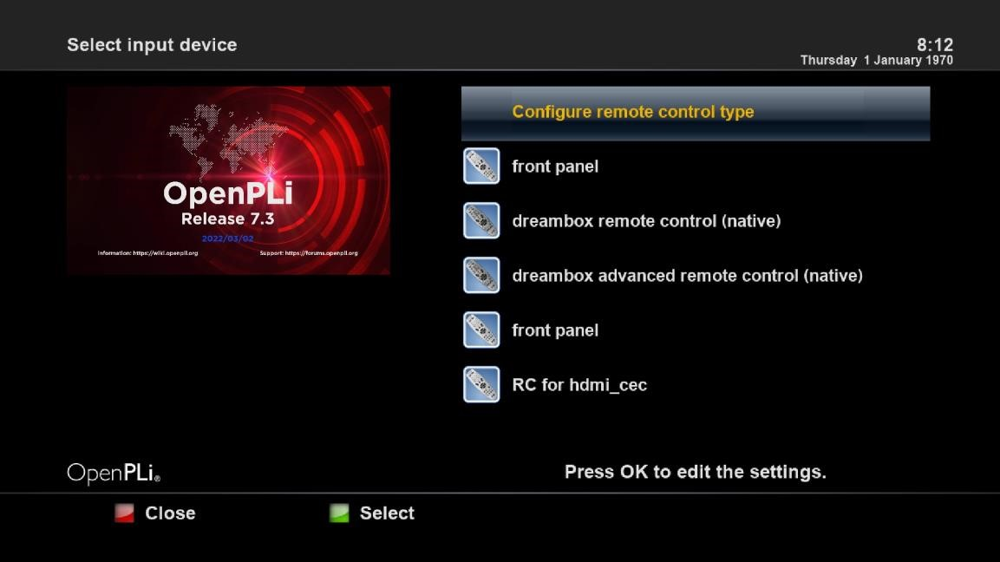 Select input device
8:12
Thursday 1 January 1970
OpenPLi
Release 7.3
2022/03/02
Information: https://wiki.openpli.org
Support: https://forums.openpli.org
Configure remote control type
front panel
dreambox remote control (native)
dreambox advanced remote control (native)
front panel
RC for hdmi_cec
OpenPLi®
Press OK to edit the settings.
Close
Select